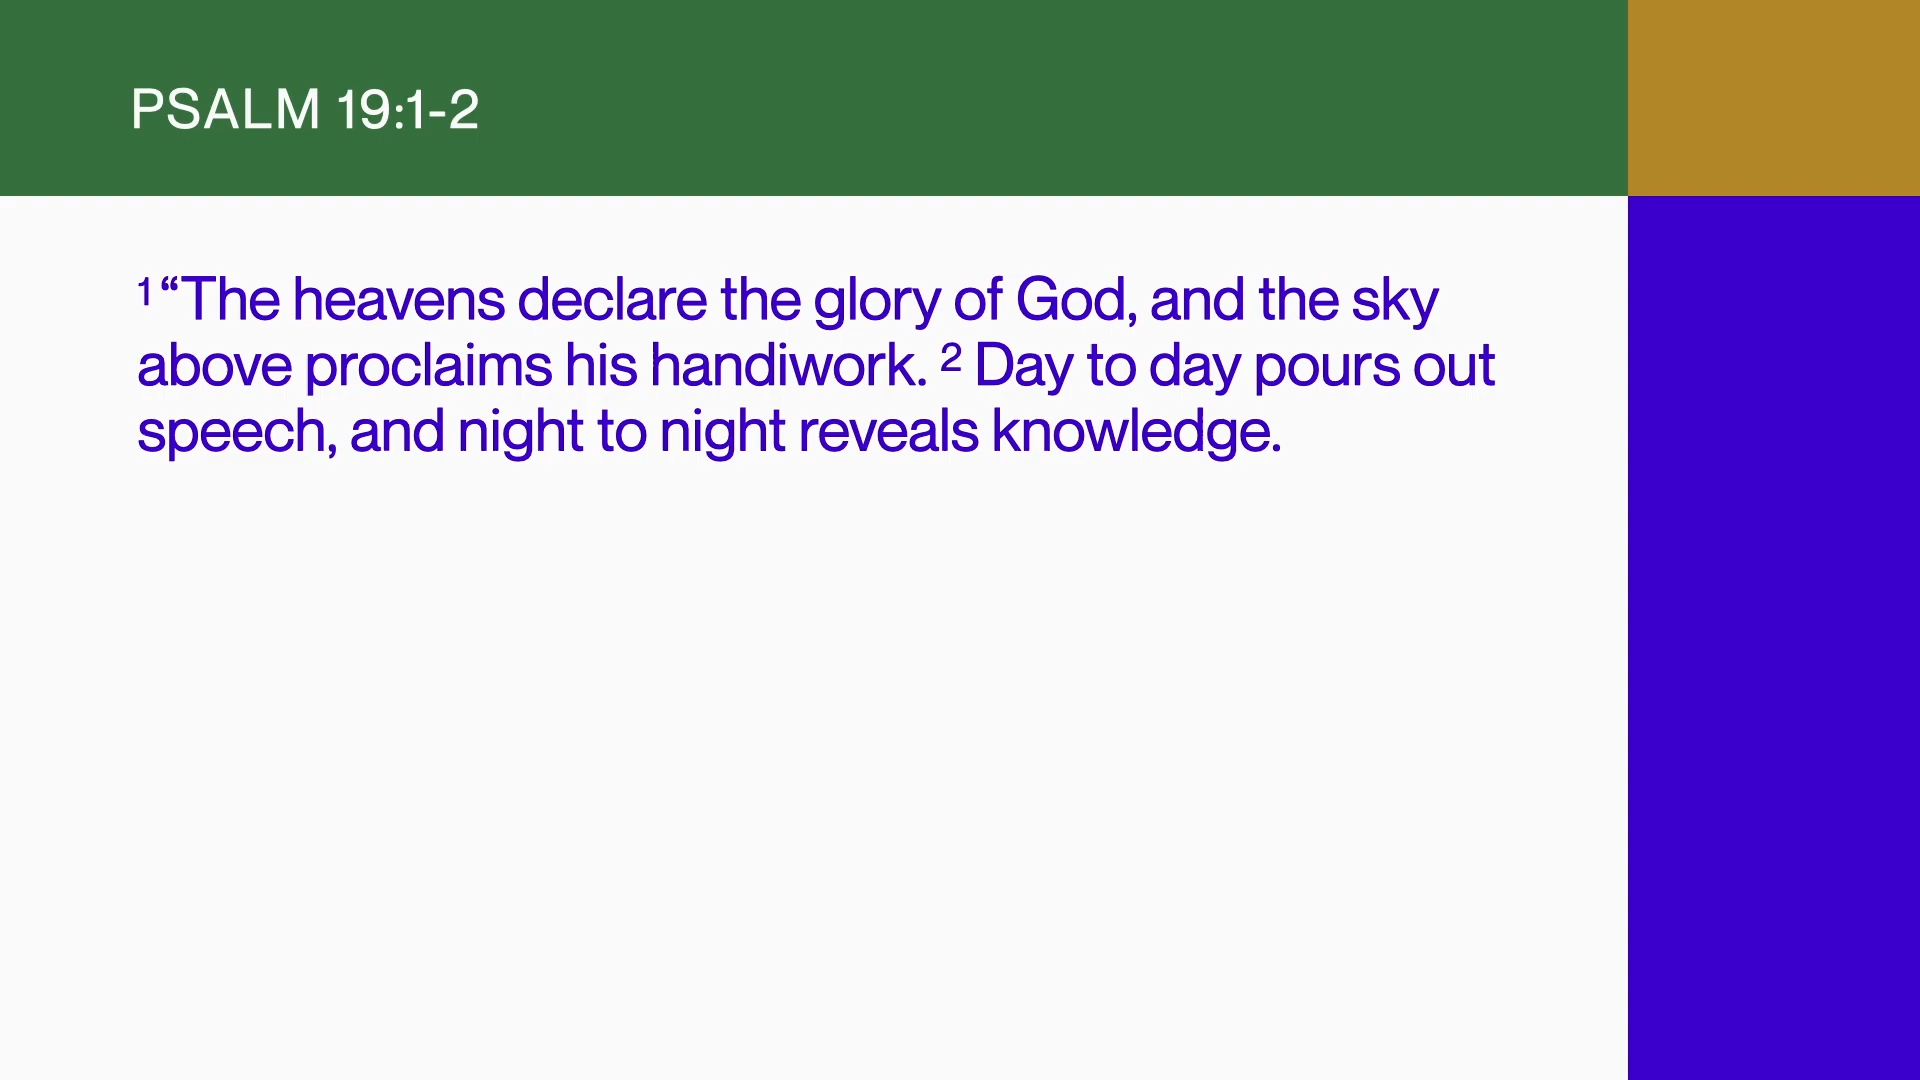 PSALM 19:1-2
¹ “The heavens declare the glory of God, and the sky
above proclaims his handiwork. ² Day to day pours out
speech, and night to night reveals knowledge.